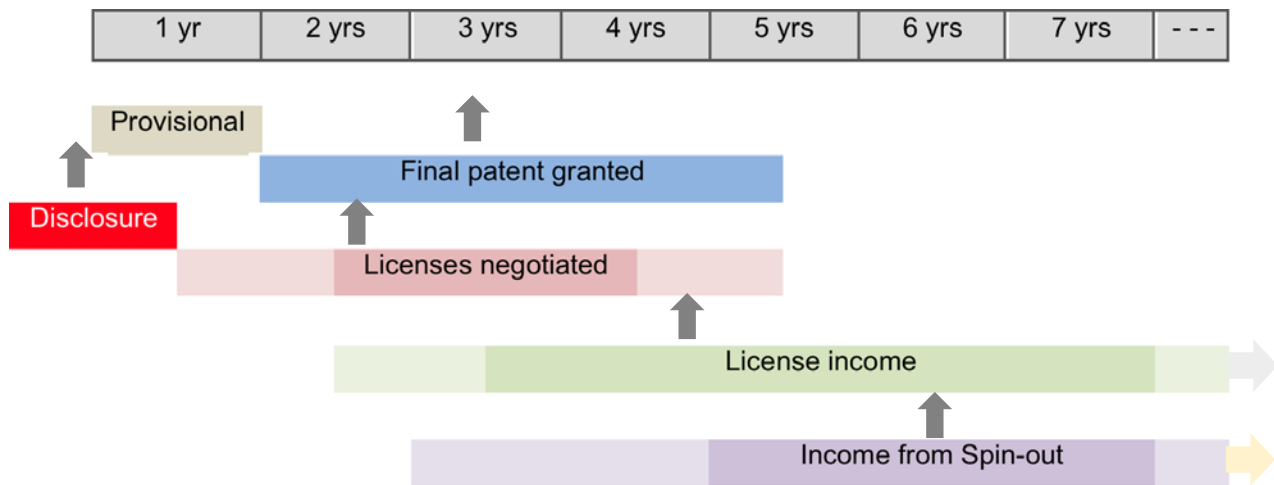 1 yr 2 yrs 3 yrs 4 yrs 5 yrs 6 yrs 7 yrs - - -
Provisional
Final patent granted
Disclosure
Licenses negotiated
License income
Income from Spin-out